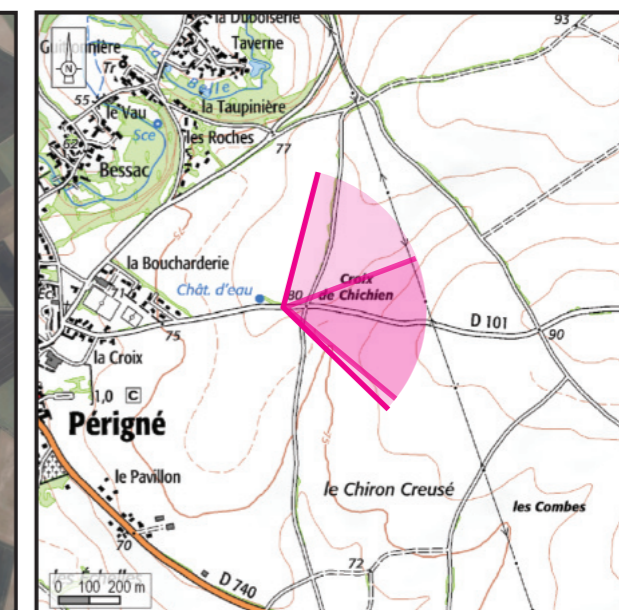 la Duboiserie
93
Taverne
Tr
Belle
55
la Taupinière
le Vau
Sce
les Roches
62
77
Bessac
la Boucharderie
Chât. d'eau
80
Croix
de Chichien
71
75
D 101
90
la Croix
1,0 C
Périgné
le Pavillon
le Chiron Creusé
les Combes
70
72
D 740
0 100 200 m